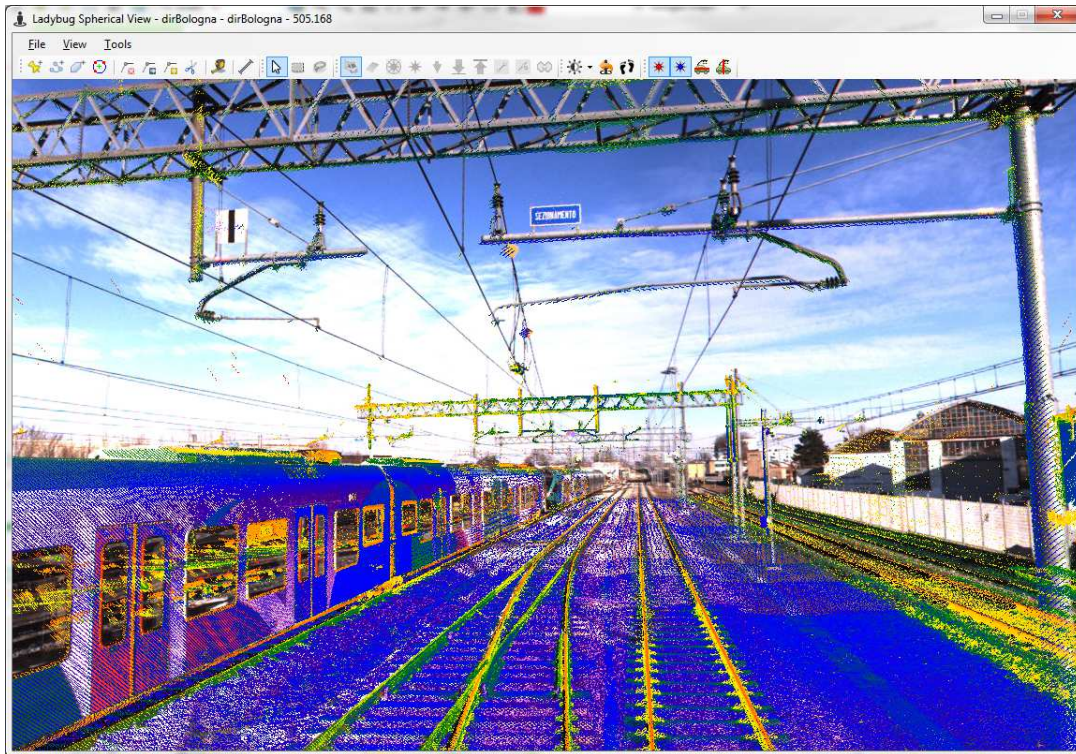 Ladybug Spherical View - dirBologna - dirBologna - 505.168
File View Tools
SEZIONAMENTO